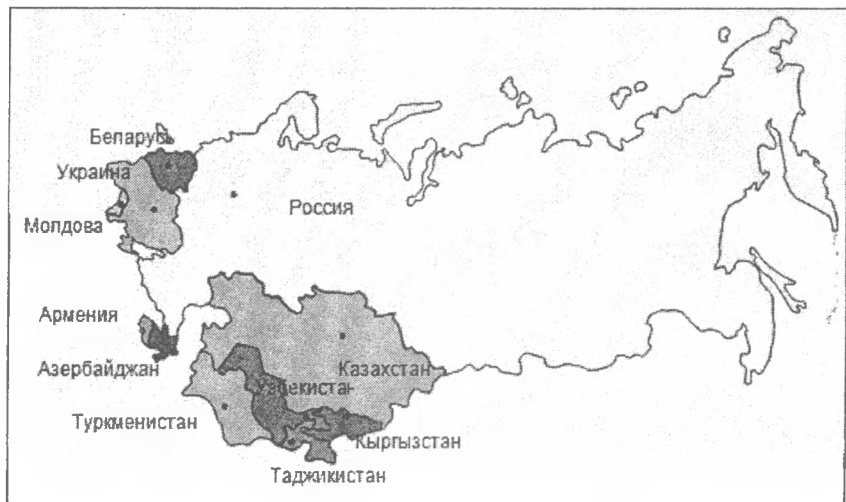 Беларусь
Украина
Россия
Молдова
Армения
Азербайджан
Казахстан
Узбекистан
Туркменистан
Кыргызстан
Таджикистан